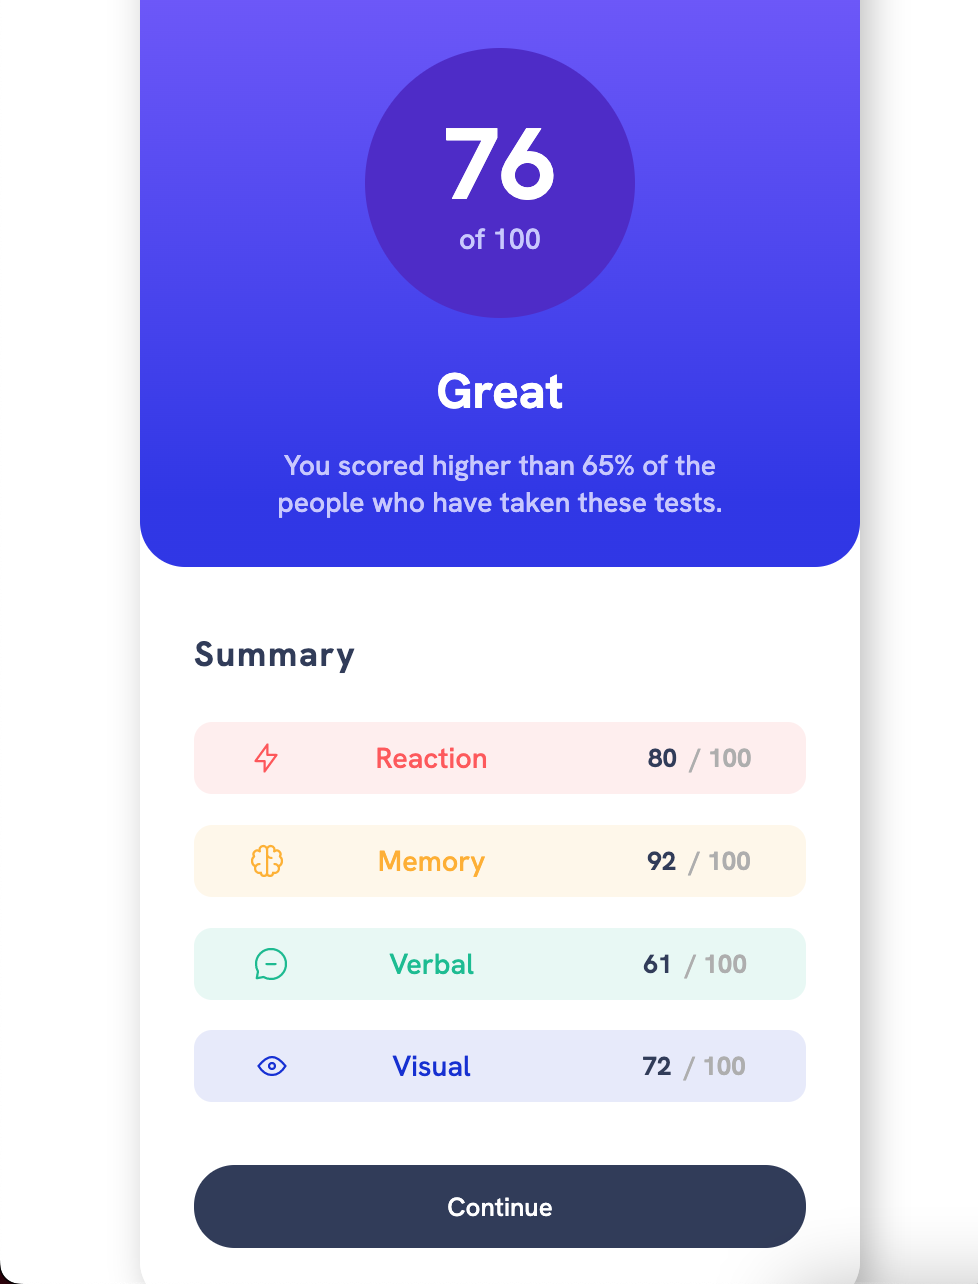 76
of 100
Great
You scored higher than 65% of the
people who have taken these tests.
Summary
Reaction 80 / 100
Memory 92 / 100
Verbal 61 / 100
Visual 72 / 100
Continue